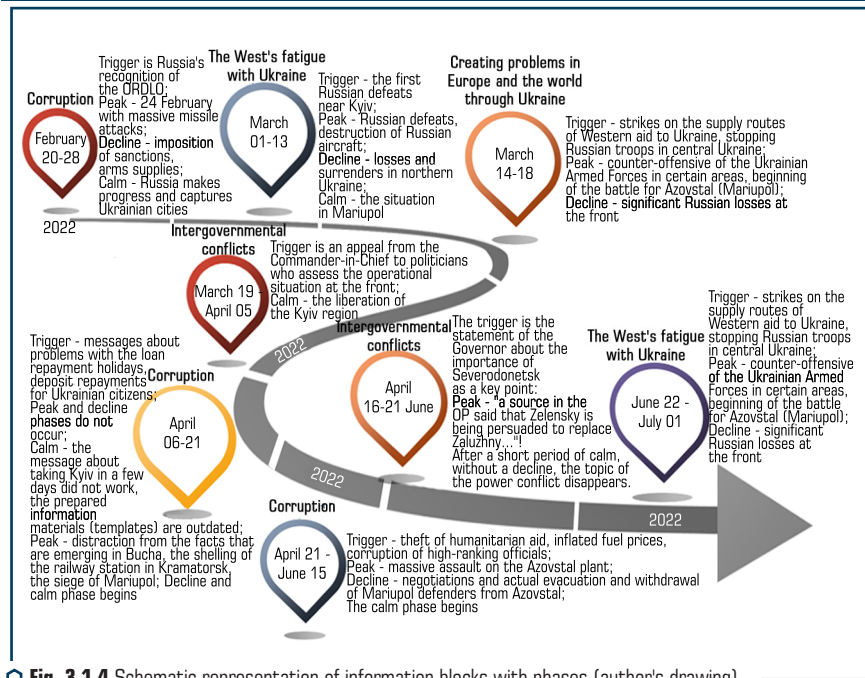 Corruption
February
20-28
Trigger is Russia's
recognition of
the ORDLO;
Peak - 24 February
with massive missile
attacks;
Decline - imposition
of sanctions,
arms supplies;
Calm - Russia makes
progress and captures
Ukrainian cities
The West's fatigue
with Ukraine
March
01-13
Trigger - the first
Russian defeats
near Kyiv;
Peak - Russian defeats,
destruction of Russian
aircraft;
Decline - losses and
surrenders in northern
Ukraine;
Calm - the situation
in Mariupol
Creating problems in
Europe and the world
through Ukraine
March
14-18
Trigger - strikes on the supply routes
of Western aid to Ukraine, stopping
Russian troops in central Ukraine;
Peak - counter-offensive of the Ukrainian
Armed Forces in certain areas, beginning
of the battle for Azovstal (Mariupol);
Decline - significant Russian losses at
the front
2022
Intergovernmental
conflicts
March 19 -
April 05
Trigger is an appeal from the
Commander-in-Chief to politicians
who assess the operational
situation at the front;
Calm - the liberation of
the Kyiv region
2022
Trigger - messages about
problems with the loan
repayment holidays,
deposit repayments
for Ukrainian citizens;
Peak and decline
phases do not
occur;
Calm - the
message about
taking Kyiv in a few
days did not work,
the prepared
information
materials (templates) are outdated;
Peak - distraction from the facts that
are emerging in Bucha, the shelling of
the railway station in Kramatorsk,
the siege of Mariupol; Decline and
calm phase begins
Corruption
April
06-21
Intergovernmental
conflicts
April
16-21 June
The trigger is the
statement of the
Governor about the
importance of
Severodonetsk
as a key point:
Peak - "a source in the
OP said that Zelensky is
being persuaded to replace
Zaluzhny..."!
After a short period of calm,
without a decline, the topic of
the power conflict disappears.
The West's fatigue
with Ukraine
June 22 -
July 01
Trigger - strikes on the
supply routes of
Western aid to Ukraine,
stopping Russian troops
in central Ukraine;
Peak - counter-offensive
of the Ukrainian Armed
Forces in certain areas,
beginning of the battle
for Azovstal (Mariupol);
Decline - significant
Russian losses at
the front
2022
2022
Corruption
April 21 -
June 15
Trigger - theft of humanitarian aid, inflated fuel prices,
corruption of high-ranking officials;
Peak - massive assault on the Azovstal plant;
Decline - negotiations and actual evacuation and withdrawal
of Mariupol defenders from Azovstal;
The calm phase begins
Fig. 3.1.4 Schematic representation of information blocks with phases (author's drawing)